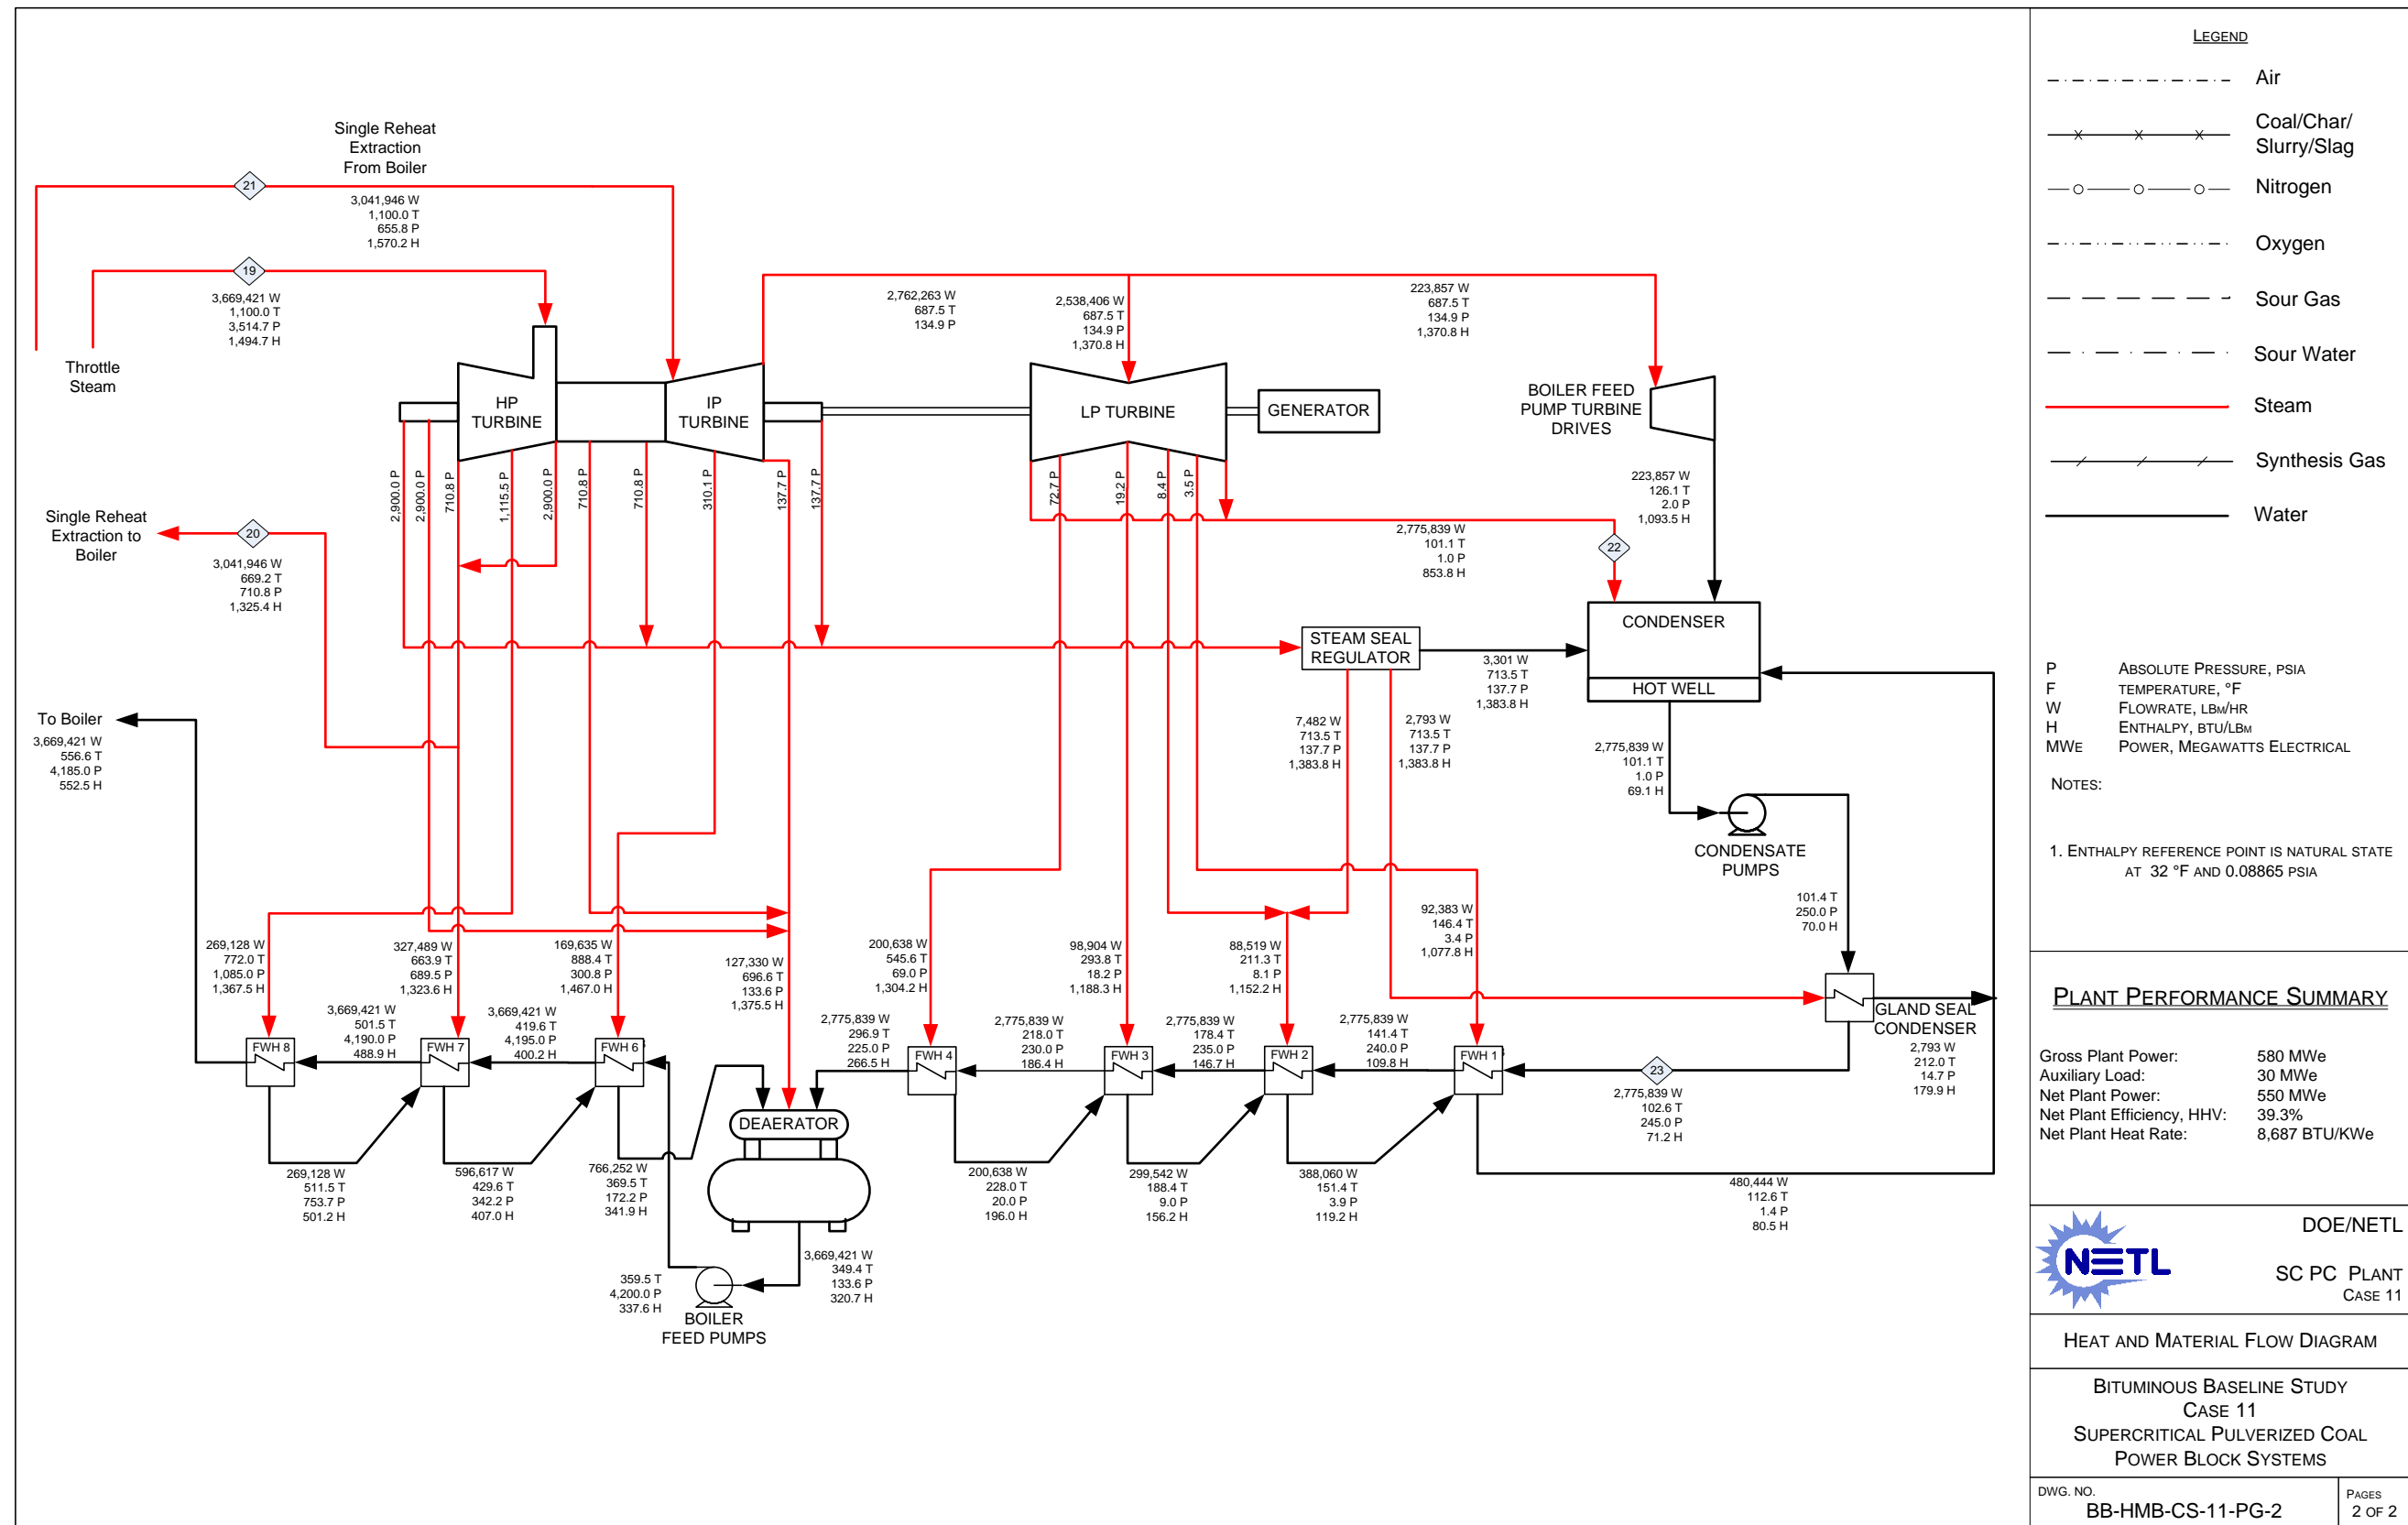 Single Reheat
Extraction
From Boiler
21
3,041,946 W
1,100.0 T
655.8 P
1,570.2 H
19
3,669,421 W
1,100.0 T
3,514.7 P
1,494.7 H
Throttle
Steam
2,762,263 W
687.5 T
134.9 P
2,538,406 W
687.5 T
134.9 P
1,370.8 H
223,857 W
687.5 T
134.9 P
1,370.8 H
HP
TURBINE
IP
TURBINE
LP TURBINE
GENERATOR
BOILER FEED
PUMP TURBINE
DRIVES
2,900.0 P
2,900.0 P
710.8 P
1,115.5 P
2,900.0 P
710.8 P
710.8 P
310.1 P
137.7 P
137.7 P
72.7 P
19.2 P
8.4 P
3.5 P
223,857 W
126.1 T
2.0 P
1,093.5 H
Single Reheat
Extraction to
Boiler
20
3,041,946 W
669.2 T
710.8 P
1,325.4 H
2,775,839 W
101.1 T
1.0 P
853.8 H
22
CONDENSER
HOT WELL
STEAM SEAL
REGULATOR
3,301 W
713.5 T
137.7 P
1,383.8 H
7,482 W
713.5 T
137.7 P
1,383.8 H
2,793 W
713.5 T
137.7 P
1,383.8 H
To Boiler
3,669,421 W
556.6 T
4,185.0 P
552.5 H
2,775,839 W
101.1 T
1.0 P
69.1 H
CONDENSATE
PUMPS
101.4 T
250.0 P
70.0 H
269,128 W
772.0 T
1,085.0 P
1,367.5 H
327,489 W
663.9 T
689.5 P
1,323.6 H
169,635 W
888.4 T
300.8 P
1,467.0 H
127,330 W
696.6 T
133.6 P
1,375.5 H
200,638 W
545.6 T
69.0 P
1,304.2 H
98,904 W
293.8 T
18.2 P
1,188.3 H
88,519 W
211.3 T
8.1 P
1,152.2 H
92,383 W
146.4 T
3.4 P
1,077.8 H
3,669,421 W
501.5 T
4,190.0 P
488.9 H
3,669,421 W
419.6 T
4,195.0 P
400.2 H
2,775,839 W
296.9 T
225.0 P
266.5 H
2,775,839 W
218.0 T
230.0 P
186.4 H
2,775,839 W
178.4 T
235.0 P
146.7 H
2,775,839 W
141.4 T
240.0 P
109.8 H
FWH 8
FWH 7
FWH 6
FWH 4
FWH 3
FWH 2
FWH 1
23
2,775,839 W
102.6 T
245.0 P
71.2 H
GLAND SEAL
CONDENSER
2,793 W
212.0 T
14.7 P
179.9 H
DEAERATOR
269,128 W
511.5 T
753.7 P
501.2 H
596,617 W
429.6 T
342.2 P
407.0 H
766,252 W
369.5 T
172.2 P
341.9 H
200,638 W
228.0 T
20.0 P
196.0 H
299,542 W
188.4 T
9.0 P
156.2 H
388,060 W
151.4 T
3.9 P
119.2 H
480,444 W
112.6 T
1.4 P
80.5 H
3,669,421 W
349.4 T
133.6 P
320.7 H
359.5 T
4,200.0 P
337.6 H
BOILER
FEED PUMPS
LEGEND
Air
Coal/Char/
Slurry/Slag
Nitrogen
Oxygen
Sour Gas
Sour Water
Steam
Synthesis Gas
Water
P ABSOLUTE PRESSURE, PSIA
F TEMPERATURE, °F
W FLOWRATE, LBM/HR
H ENTHALPY, BTU/LBM
MWE POWER, MEGAWATTS ELECTRICAL
NOTES:
1. ENTHALPY REFERENCE POINT IS NATURAL STATE
AT 32 °F AND 0.08865 PSIA
PLANT PERFORMANCE SUMMARY
Gross Plant Power: 580 MWe
Auxiliary Load: 30 MWe
Net Plant Power: 550 MWe
Net Plant Efficiency, HHV: 39.3%
Net Plant Heat Rate: 8,687 BTU/KWe
NETL
DOE/NETL
SC PC PLANT
CASE 11
HEAT AND MATERIAL FLOW DIAGRAM
BITUMINOUS BASELINE STUDY
CASE 11
SUPERCRITICAL PULVERIZED COAL
POWER BLOCK SYSTEMS
DWG. NO.
BB-HMB-CS-11-PG-2
PAGES
2 OF 2